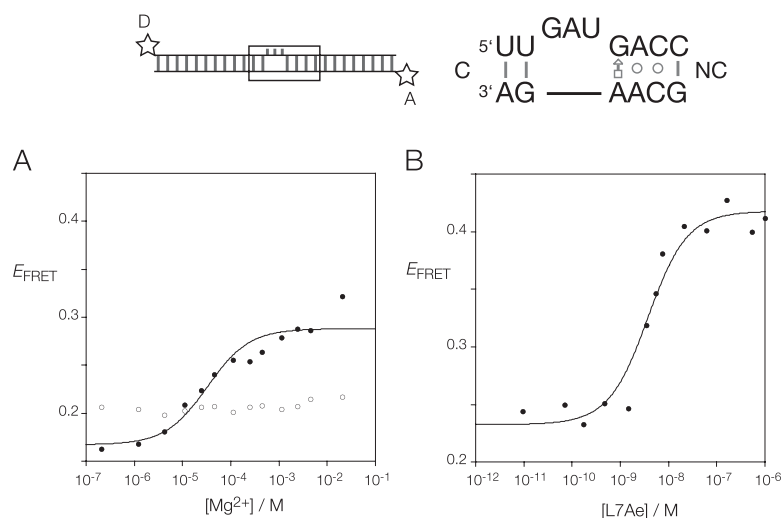 D
A
GAU
5' UU GACC
C NC
3' AG AACG
A
0.4
EFRET
0.3
0.2
10-7 10-6 10-5 10-4 10-3 10-2 10-1
[Mg2+] / M
B
0.4
EFRET
0.3
0.2
10-12 10-11 10-10 10-9 10-8 10-7 10-6
[L7Ae] / M